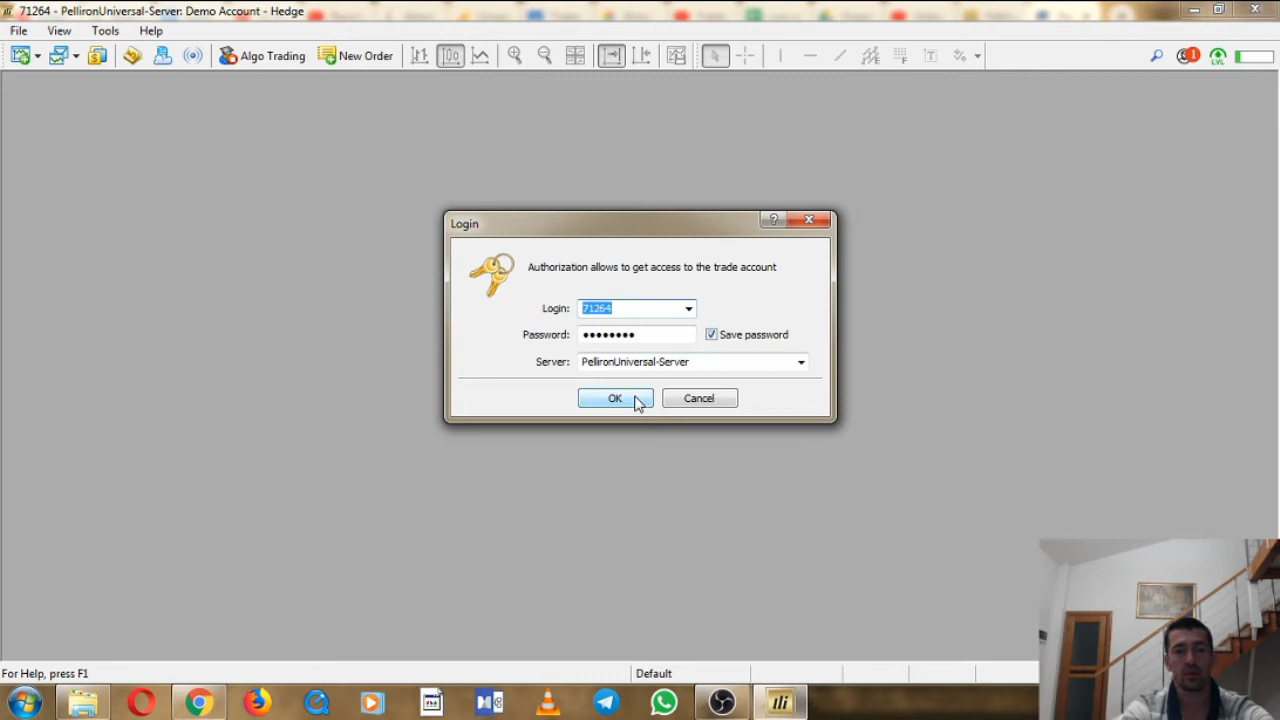 71264 - PellironUniversal-Server: Demo Account - Hedge
File View Tools Help
Algo Trading New Order
1
LVL
Login
Authorization allows to get access to the trade account
Login: 71264
Password: ●●●●●●●● Save password
Server: PellironUniversal-Server
OK Cancel
For Help, press F1
Default